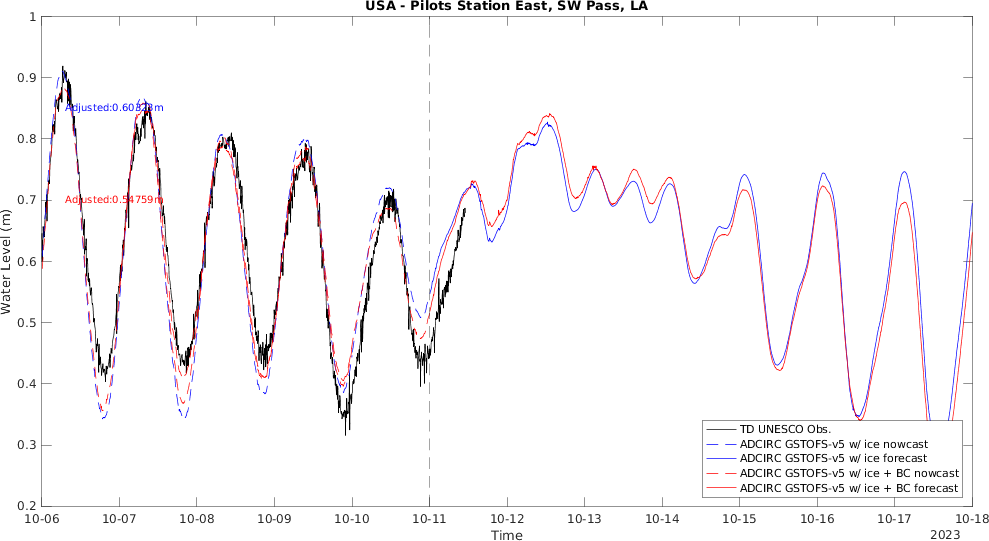 USA - Pilots Station East, SW Pass, LA
1
0.9
Adjusted:0.60323m
0.8
0.7
Adjusted:0.54759m
0.6
0.5
0.4
0.3
0.2
Water Level (m)
TD UNESCO Obs.
ADCIRC GSTOFS-v5 w/ ice nowcast
ADCIRC GSTOFS-v5 w/ ice forecast
ADCIRC GSTOFS-v5 w/ ice + BC nowcast
ADCIRC GSTOFS-v5 w/ ice + BC forecast
10-06 10-07 10-08 10-09 10-10 10-11 10-12 10-13 10-14 10-15 10-16 10-17 10-18
Time
2023